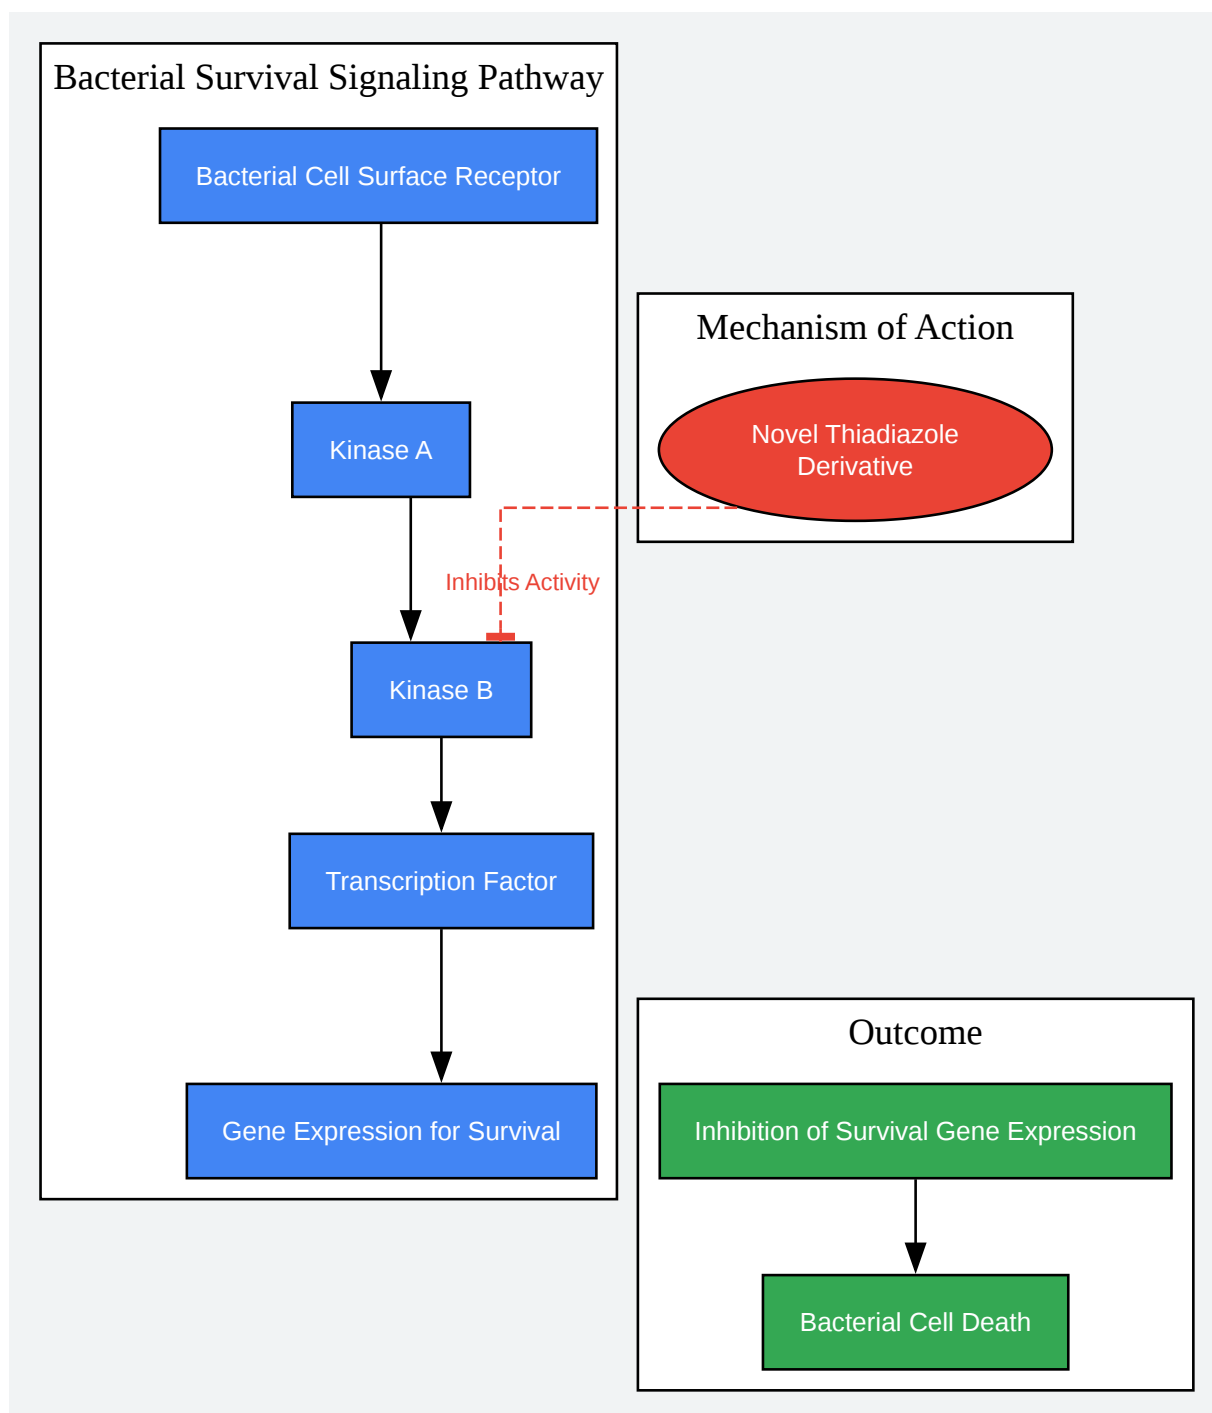 Bacterial Survival Signaling Pathway
Bacterial Cell Surface Receptor
Kinase A
Inhibits Activity
Kinase B
Transcription Factor
Gene Expression for Survival
Mechanism of Action
Novel Thiadiazole
Derivative
Outcome
Inhibition of Survival Gene Expression
Bacterial Cell Death